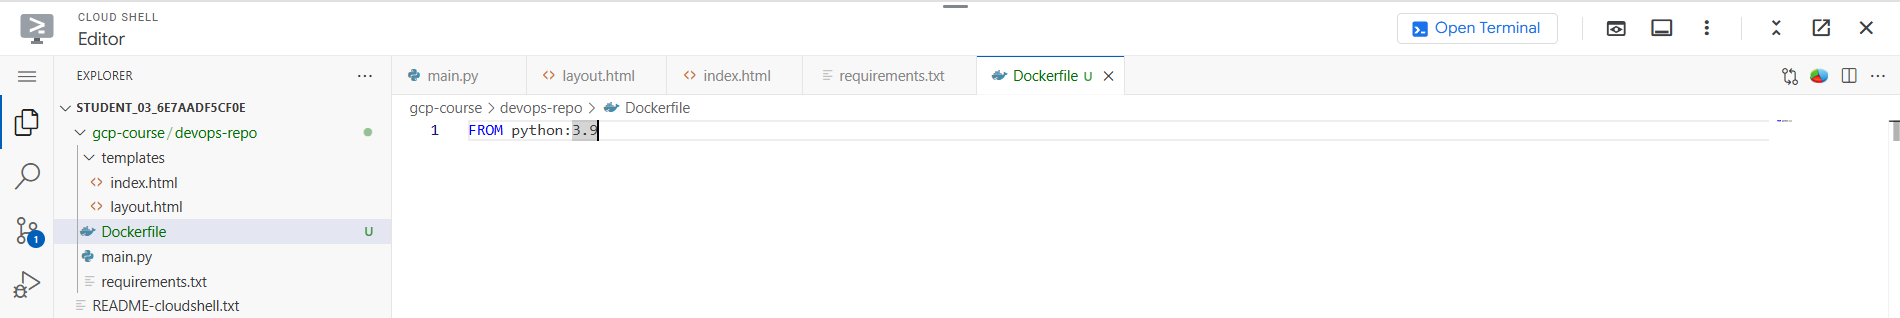 CLOUD SHELL
Editor
Open Terminal
EXPLORER
STUDENT_03_6E7AADF5CF0E
gcp-course / devops-repo
templates
index.html
layout.html
Dockerfile U
main.py
requirements.txt
README-cloudshell.txt
1
main.py
layout.html
index.html
requirements.txt
Dockerfile U
gcp-course > devops-repo > Dockerfile
1 FROM python:3.9